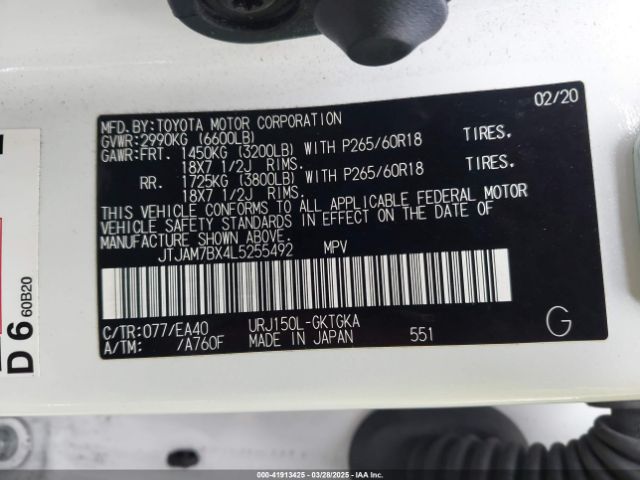 MFD.BY:TOYOTA MOTOR CORPORATION 02/20
GVWR:2990KG (6600LB)
GAWR:FRT. 1450KG (3200LB) WITH P265/60R18 TIRES.
18X7 1/2J RIMS.
RR. 1725KG (3800LB) WITH P265/60R18 TIRES.
18X7 1/2J RIMS.
THIS VEHICLE CONFORMS TO ALL APPLICABLE FEDERAL MOTOR
VEHICLE SAFETY STANDARDS IN EFFECT ON THE DATE OF
MANUFACTURE SHOWN ABOVE.
JTJAM7BX4L5255492 MPV
C/TR:077/EA40 URJ150L-GKTGKA
A/TM: /A760F MADE IN JAPAN 551 G
D 6 60B20
000-41913425 | 03/28/2025 | IAA Inc.